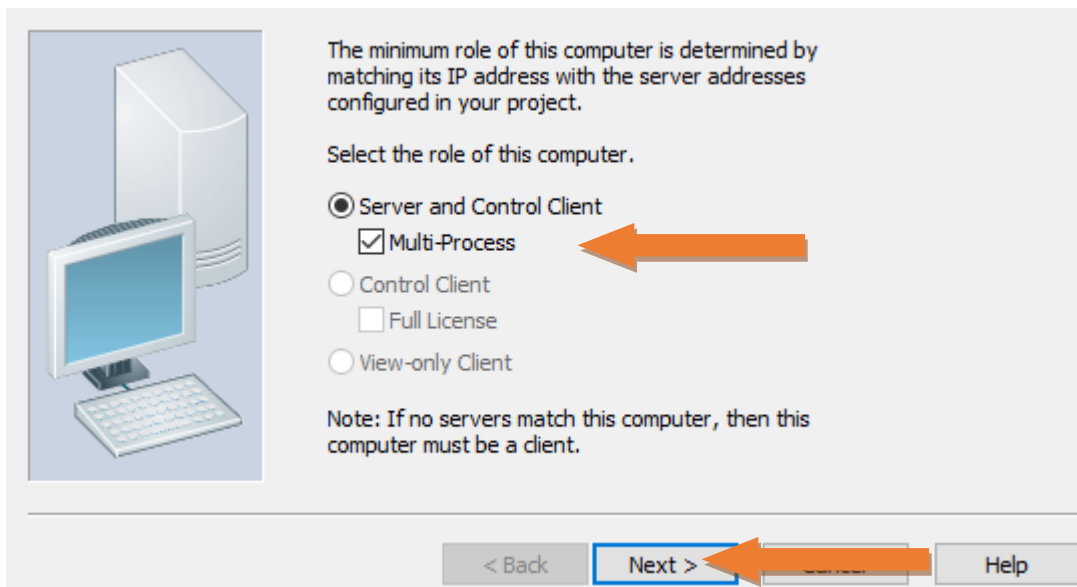 The minimum role of this computer is determined by
matching its IP address with the server addresses
configured in your project.
Select the role of this computer.
Server and Control Client
Multi-Process
Control Client
Full License
View-only Client
Note: If no servers match this computer, then this
computer must be a client.
< Back Next > Help